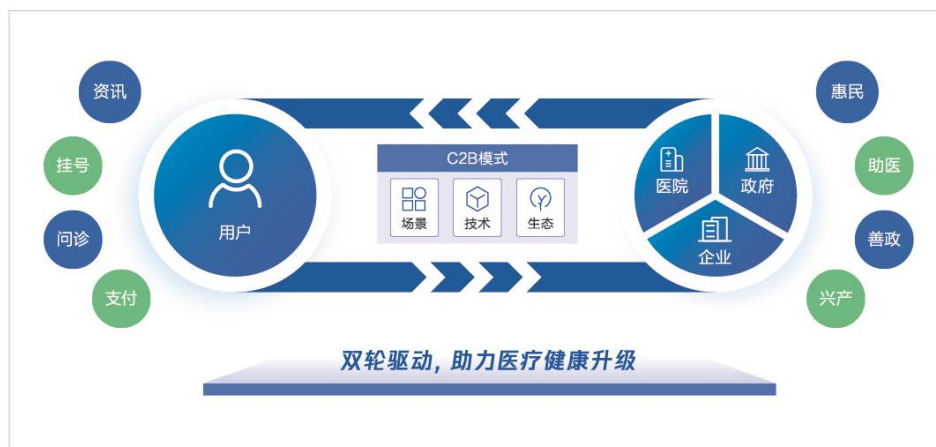 资讯
挂号
问诊
支付
用户
C2B模式
场景
技术
生态
医院
政府
企业
惠民
助医
善政
兴产
双轮驱动, 助力医疗健康升级